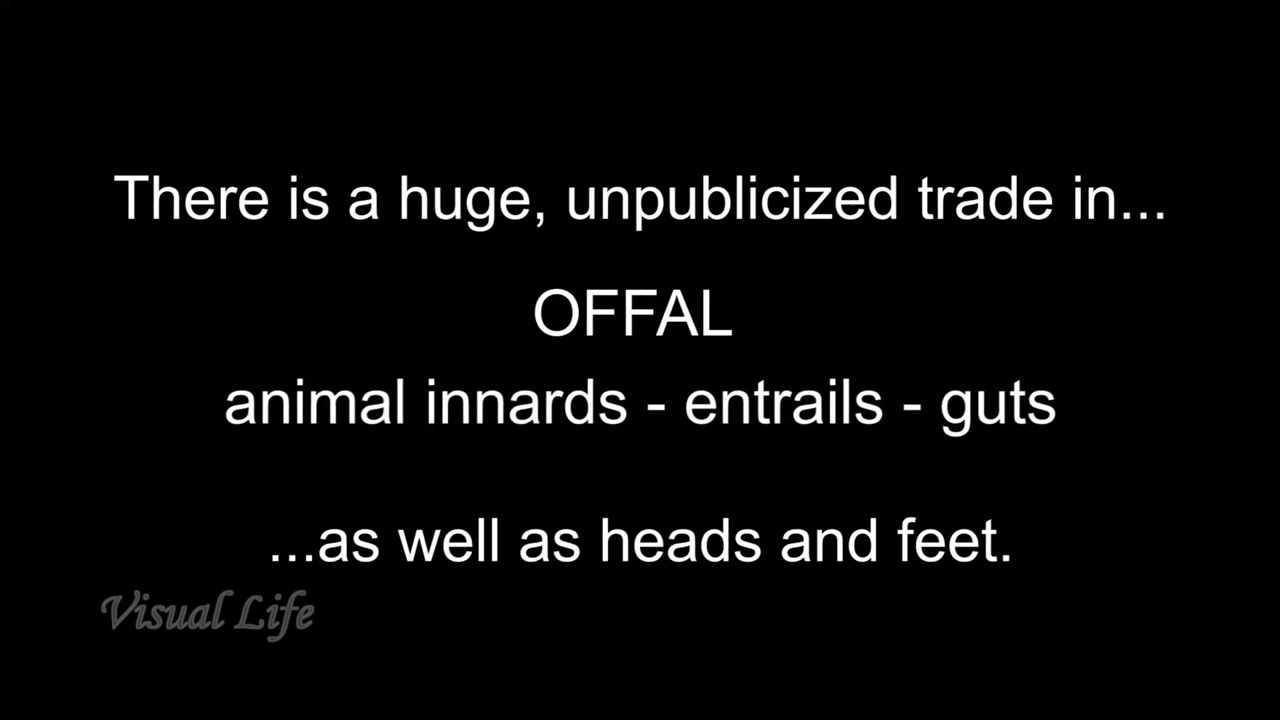 There is a huge, unpublicized trade in...
OFFAL
animal innards - entrails - guts
...as well as heads and feet.
Visual Life